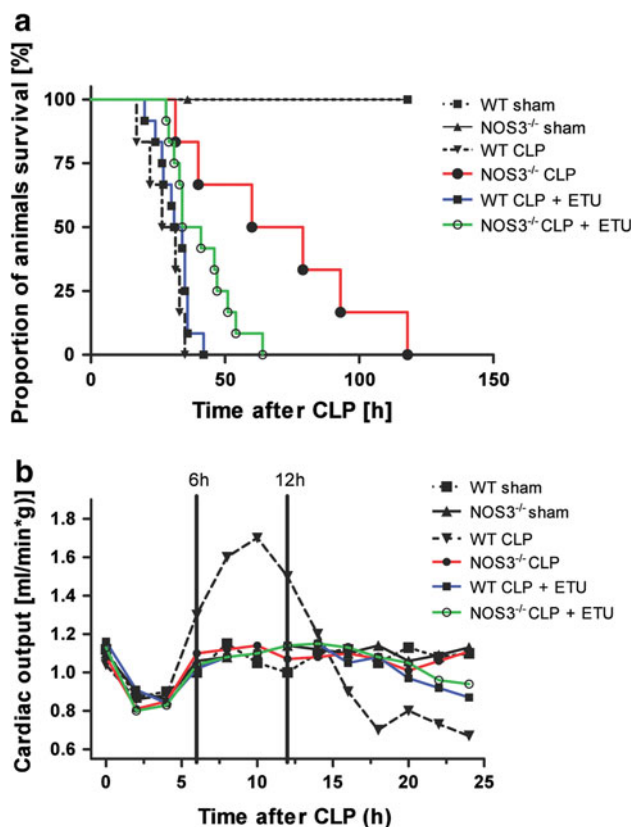 a
Proportion of animals survival [%]
100
75
50
25
0
0 50 100 150
Time after CLP [h]
WT sham
NOS3-/- sham
WT CLP
NOS3-/- CLP
WT CLP + ETU
NOS3-/- CLP + ETU
b
6h 12h
Cardiac output [ml/min*g)]
1.8
1.6
1.4
1.2
1.0
0.8
0.6
0 5 10 15 20 25
Time after CLP (h)
WT sham
NOS3-/- sham
WT CLP
NOS3-/- CLP
WT CLP + ETU
NOS3-/- CLP + ETU